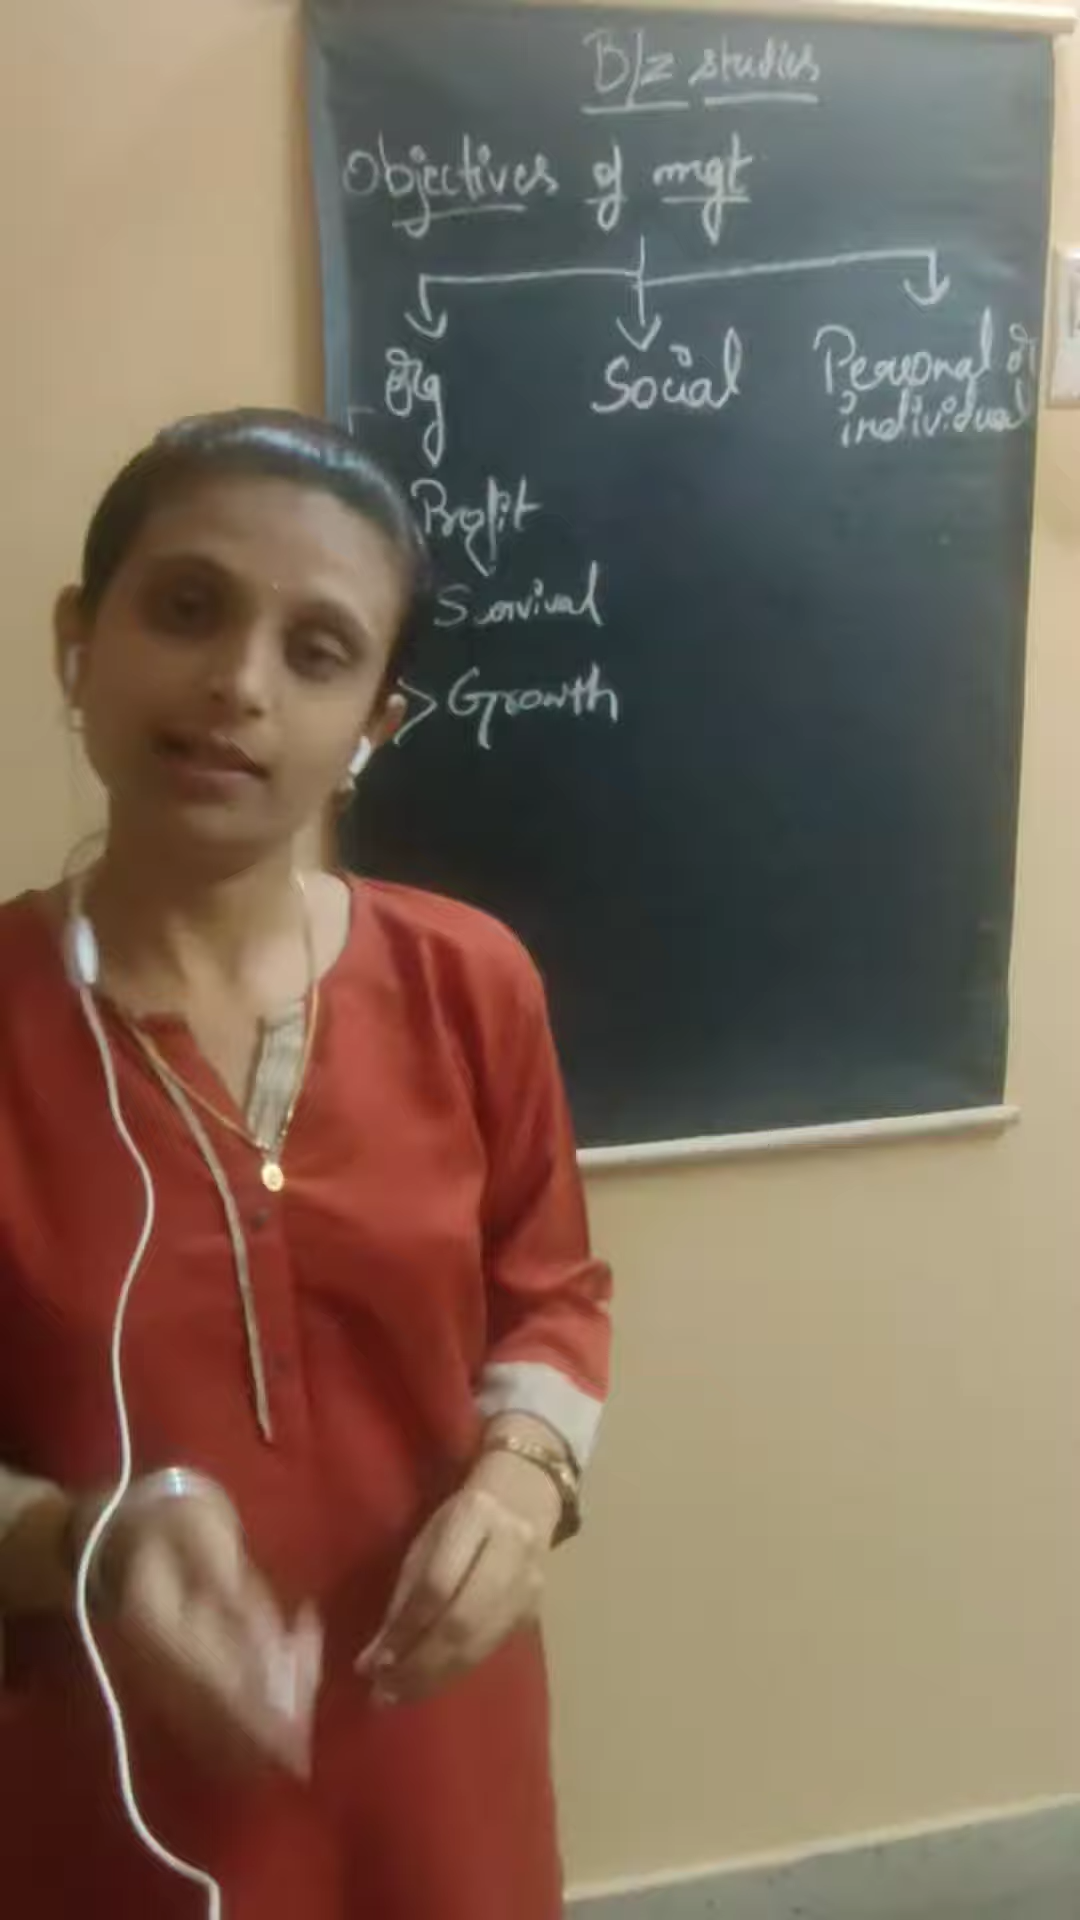 B/z studies
Objectives of mgt
Org
Social
Personal or
individual
Profit
Survival
> Growth